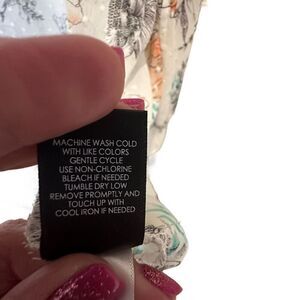 MACHINE WASH COLD
WITH LIKE COLORS
GENTLE CYCLE
USE NON-CHLORINE
BLEACH IF NEEDED
TUMBLE DRY LOW
REMOVE PROMPTLY AND
TOUCH UP WITH
COOL IRON IF NEEDED